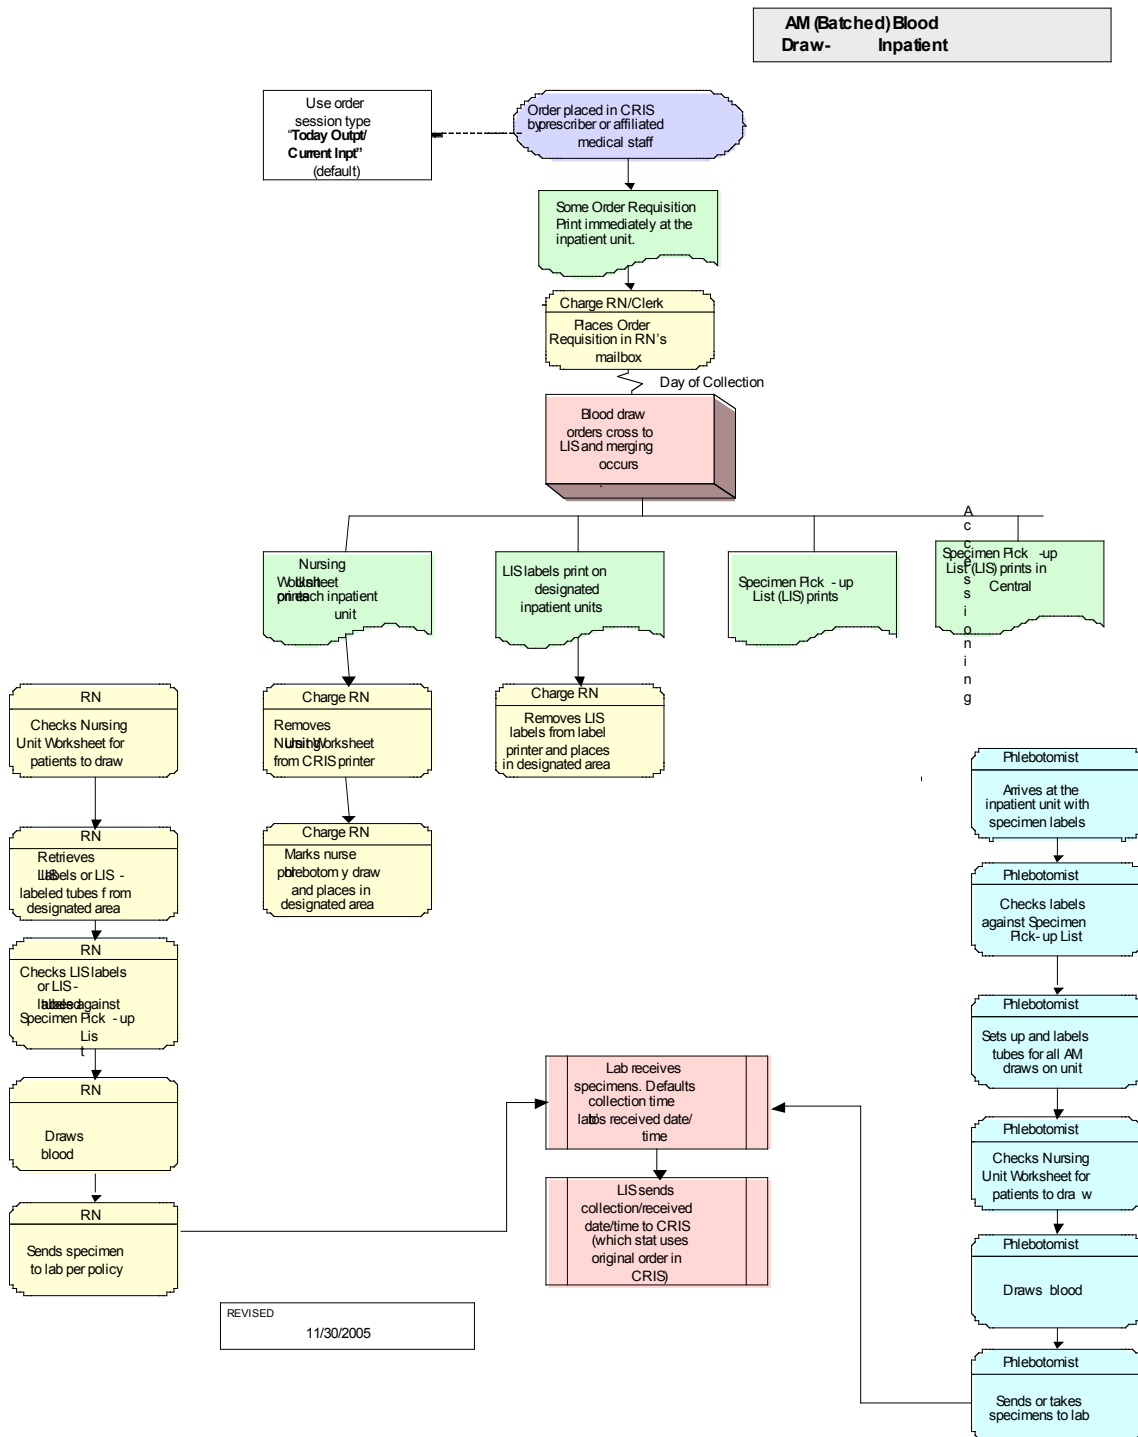 AM (Batched) Blood
Draw- Inpatient
Use order
session type
"Today Outpt/
Current Inpt"
(default)
Order placed in CRIS
by prescriber or affiliated
medical staff
Some Order Requisition
Print immediately at the
inpatient unit.
Charge RN/Clerk
Places Order
Requisition in RN's
mailbox
Day of Collection
Blood draw
orders cross to
LIS and merging
occurs
.
Nursing
Worksheet
each inpatient
unit
LIS labels print on
designated
inpatient units
Specimen Pick -up
List (LIS) prints
Specimen Pick -up
List (LIS) prints in
Central
Accessioning
RN
Checks Nursing
Unit Worksheet for
patients to draw
Charge RN
Removes
Nursing Unit Worksheet
from CRIS printer
Charge RN
Removes LIS
labels from label
printer and places
in designated area
Phlebotomist
Arrives at the
inpatient unit with
specimen labels
RN
Retrieves
LIS labels or LIS -
labeled tubes from
designated area
Charge RN
Marks nurse
phlebotomy draw
and places in
designated area
Phlebotomist
Checks labels
against Specimen
Pick-up List
RN
Checks LIS labels
or LIS -
labeled tubes against
Specimen Pick -up
Lis
t
Phlebotomist
Sets up and labels
tubes for all AM
draws on unit
RN
Draws
blood
Lab receives
specimens. Defaults
collection time
to lab's received date/
time
Phlebotomist
Checks Nursing
Unit Worksheet for
patients to dra w
RN
Sends specimen
to lab per policy
LIS sends
collection/received
date/time to CRIS
(which stat uses
original order in
CRIS)
Phlebotomist
Draws blood
REVISED
11/30/2005
Phlebotomist
Sends or takes
specimens to lab